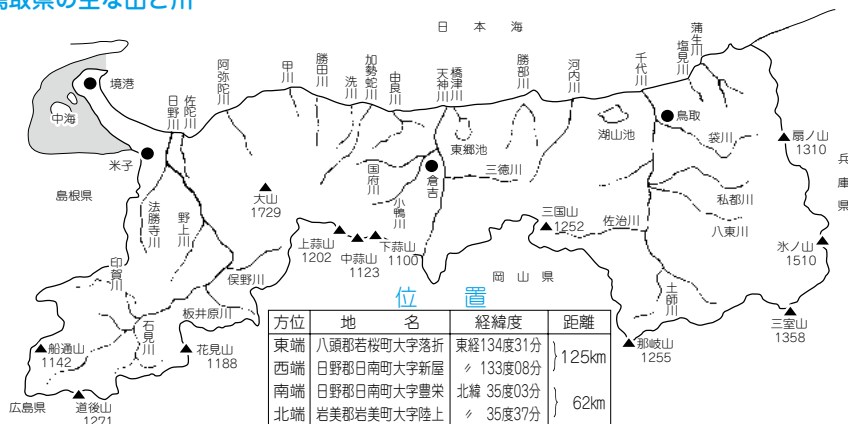 鳥取県の主な山と川
日本海
境港
中海
米子
島根県
日野川
佐陀川
阿弥陀川
甲川
勝田川
洗川
加勢蛇川
由良川
天神川
橋津川
勝部川
河内川
千代川
塩見川
蒲生川
東郷池
湖山池
鳥取
袋川
扇ノ山
1310
兵庫県
倉吉
三徳川
国府川
小鴨川
私都川
八東川
佐治川
大山
1729
法勝寺川
野上川
上蒜山
1202
中蒜山
1123
下蒜山
1100
三国山
1252
氷ノ山
1510
岡山県
印賀川
俣野川
板井原川
石見川
土師川
三室山
1358
那岐山
1255
船通山
1142
花見山
1188
広島県
道後山
1271
位置
方位 地名 経緯度 距離
東端 八頭郡若桜町大字落折 東経134度31分
西端 日野郡日南町大字新屋 〃 133度08分
125km
南端 日野郡日南町大字豊栄 北緯 35度03分
北端 岩美郡岩美町大字陸上 〃 35度37分
62km